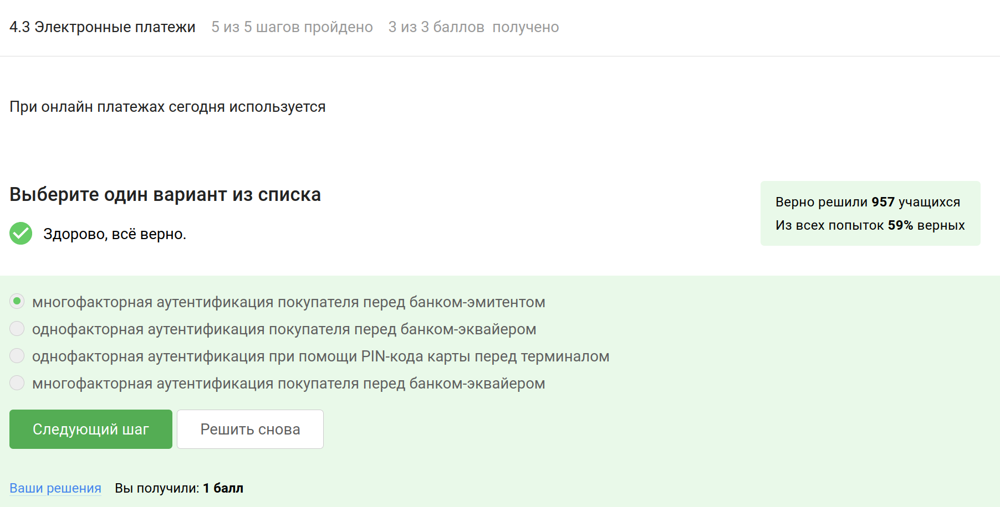 4.3 Электронные платежи 5 из 5 шагов пройдено 3 из 3 баллов получено
При онлайн платежах сегодня используется
Выберите один вариант из списка
Здорово, всё верно.
Верно решили 957 учащихся
Из всех попыток 59% верных
многофакторная аутентификация покупателя перед банком-эмитентом
однофакторная аутентификация покупателя перед банком-эквайером
однофакторная аутентификация при помощи PIN-кода карты перед терминалом
многофакторная аутентификация покупателя перед банком-эквайером
Следующий шаг Решить снова
Ваши решения Вы получили: 1 балл